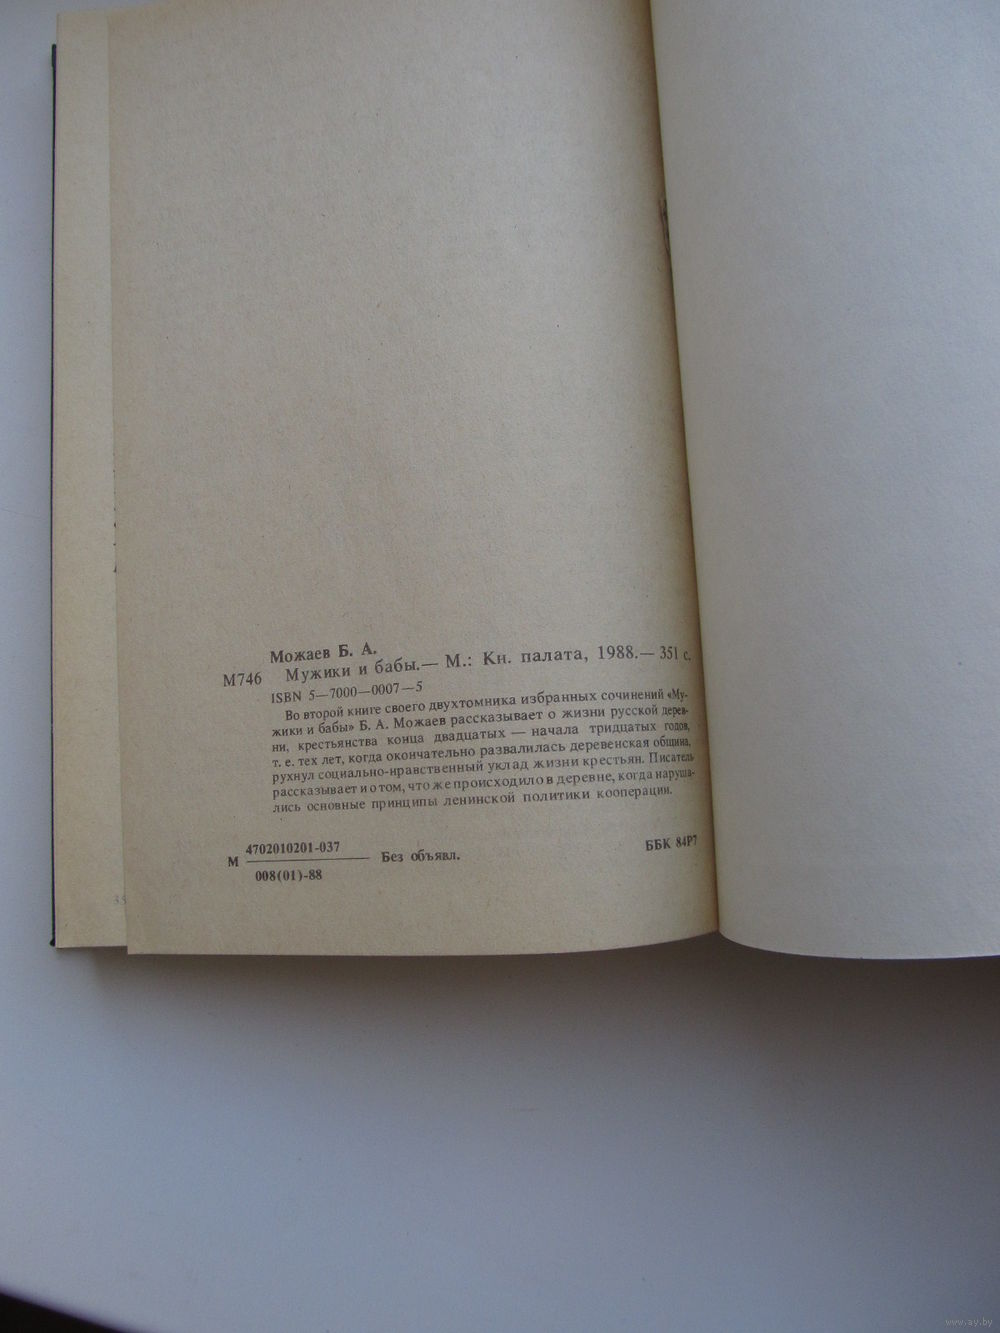 Можаев Б. А.
М746 Мужики и бабы.— М.: Кн. палата, 1988.— 351 с.
ISBN 5—7000—0007—5
Во второй книге своего двухтомника избранных сочинений «Му-
жики и бабы» Б. А. Можаев рассказывает о жизни русской дерев-
ни, крестьянства конца двадцатых — начала тридцатых годов,
т. е. тех лет, когда окончательно развалилась деревенская община,
рухнул социально-нравственный уклад жизни крестьян. Писатель
рассказывает и о том, что же происходило в деревне, когда наруша-
лись основные принципы ленинской политики кооперации.
М 4702010201-037
008(01)-88
Без объявл.
ББК 84Р7
www.ay.by